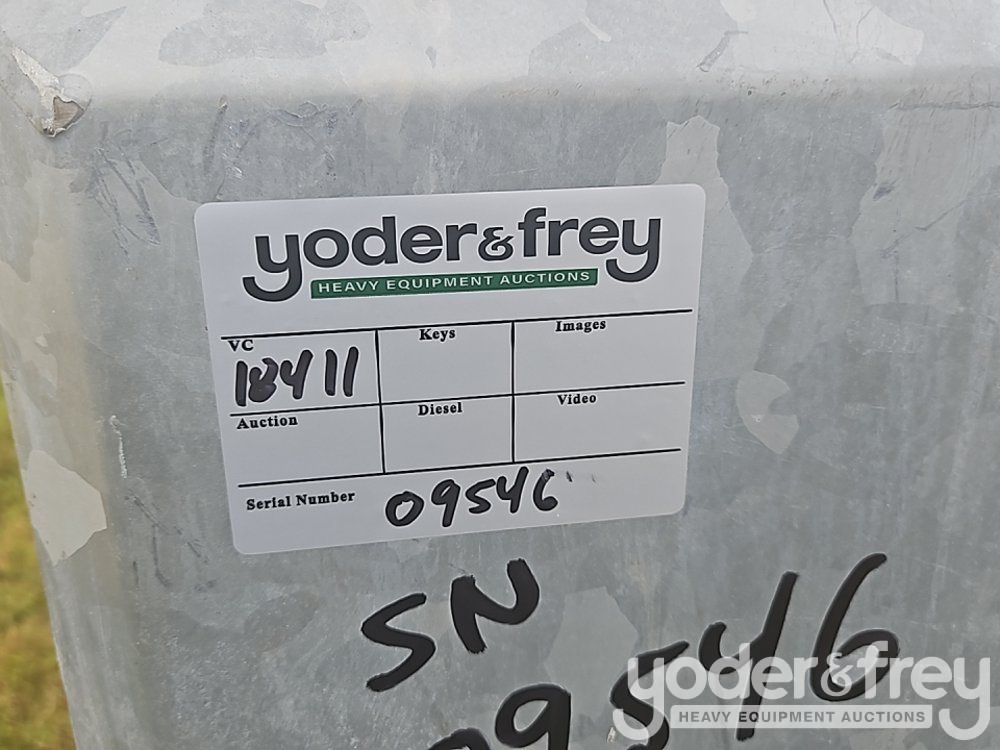 yoder&frey
HEAVY EQUIPMENT AUCTIONS
VC Keys Images
18411
Auction Diesel Video
Serial Number 09546
SN
09546
yoder&frey
HEAVY EQUIPMENT AUCTIONS